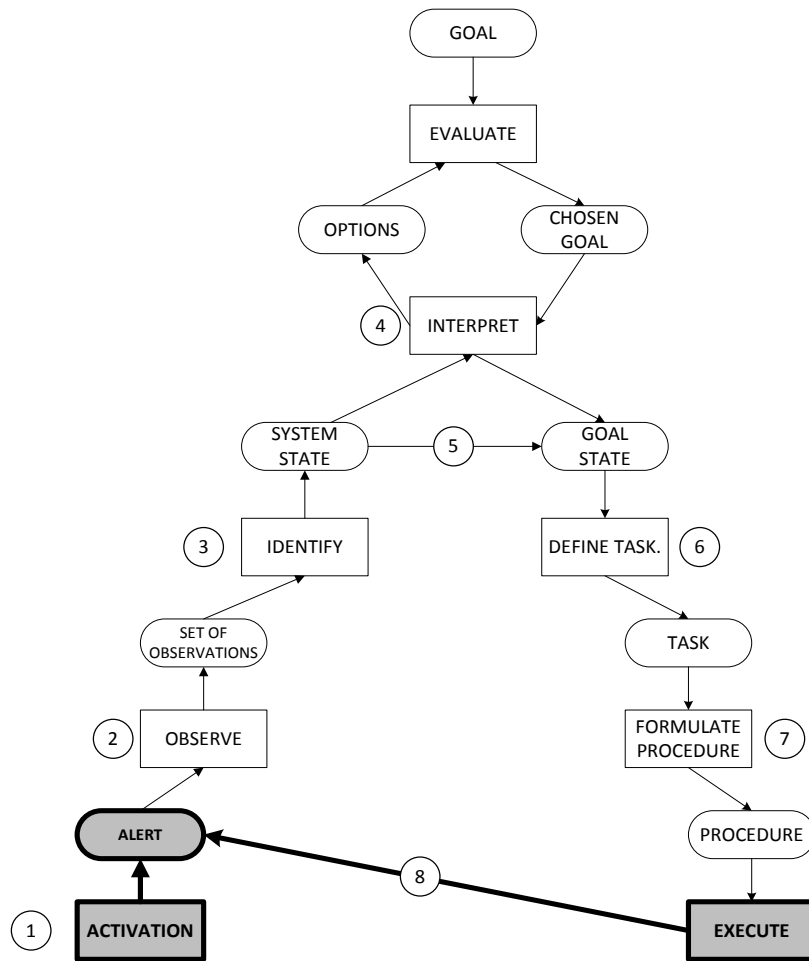 GOAL
EVALUATE
OPTIONS
CHOSEN
GOAL
4
INTERPRET
SYSTEM
STATE
5
GOAL
STATE
3
IDENTIFY
DEFINE TASK.
6
SET OF
OBSERVATIONS
TASK
2
OBSERVE
FORMULATE
PROCEDURE
7
ALERT
PROCEDURE
8
1
ACTIVATION
EXECUTE